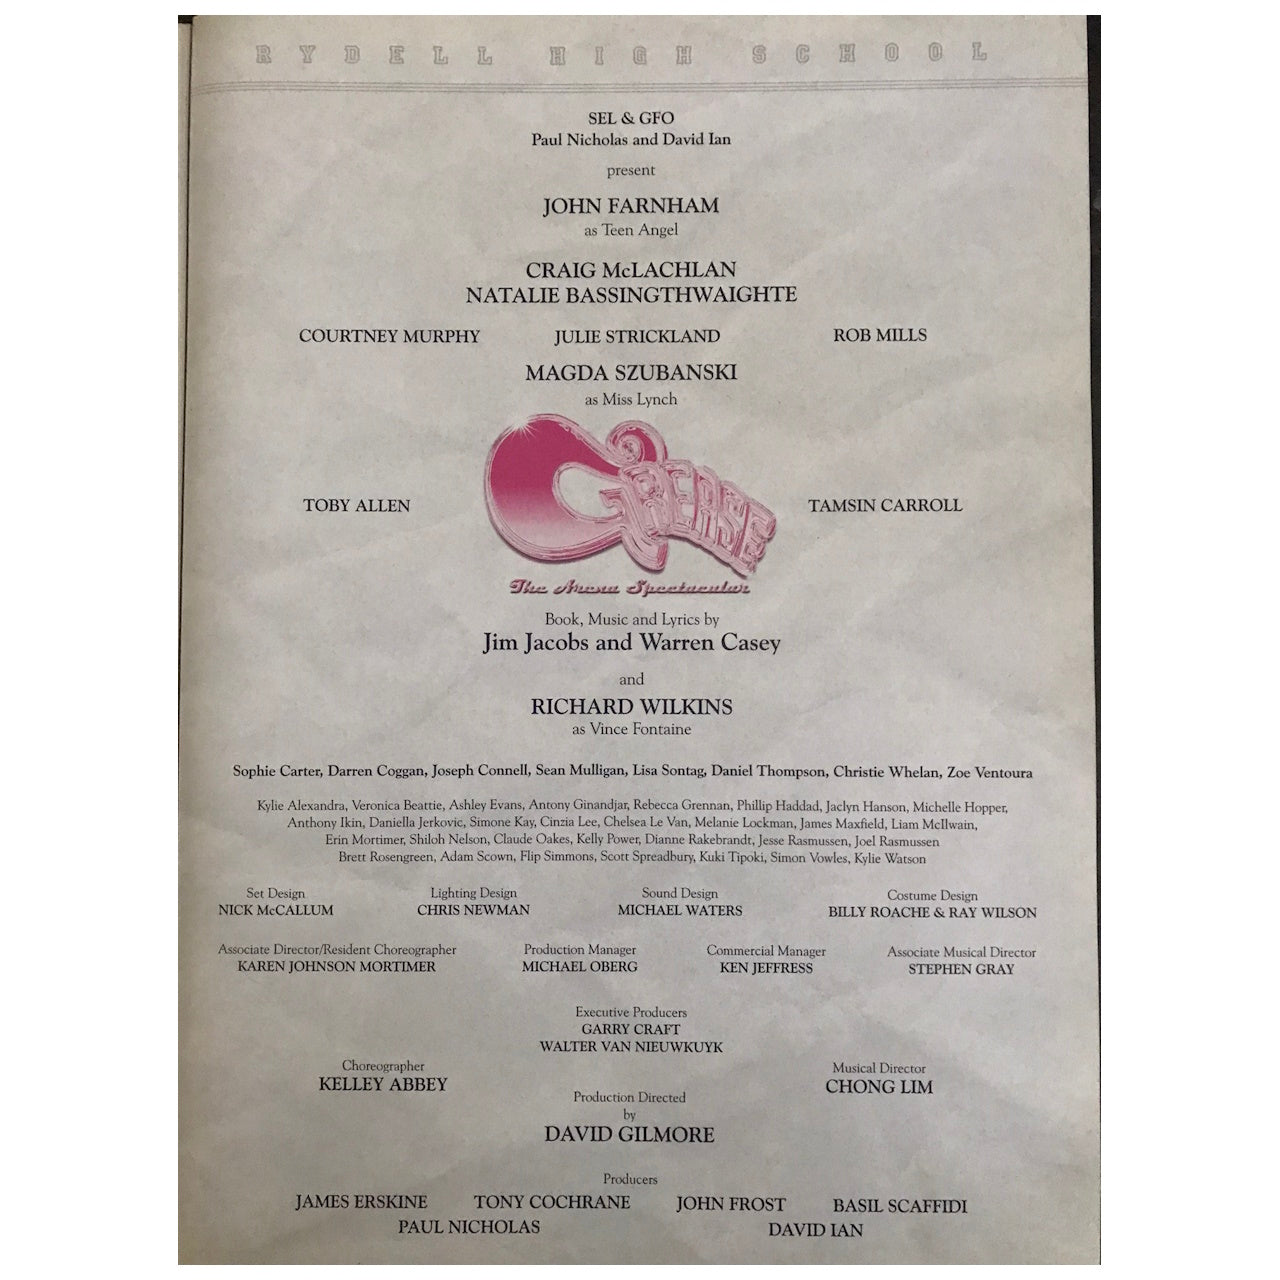 RYDELL HIGH SCHOOL
SEL & GFO
Paul Nicholas and David Ian
present
JOHN FARNHAM
as Teen Angel
CRAIG McLACHLAN
NATALIE BASSINGTHWAIGHTE
COURTNEY MURPHY JULIE STRICKLAND ROB MILLS
MAGDA SZUBANSKI
as Miss Lynch
GREASE
TOBY ALLEN TAMSIN CARROLL
The Arena Spectacular
Book, Music and Lyrics by
Jim Jacobs and Warren Casey
and
RICHARD WILKINS
as Vince Fontaine
Sophie Carter, Darren Coggan, Joseph Connell, Sean Mulligan, Lisa Sontag, Daniel Thompson, Christie Whelan, Zoe Ventoura
Kylie Alexandra, Veronica Beattie, Ashley Evans, Antony Ginandjar, Rebecca Grennan, Phillip Haddad, Jaclyn Hanson, Michelle Hopper,
Anthony Ikin, Daniella Jerkovic, Simone Kay, Cinzia Lee, Chelsea Le Van, Melanie Lockman, James Maxfield, Liam McIlwain,
Erin Mortimer, Shiloh Nelson, Claude Oakes, Kelly Power, Dianne Rakebrandt, Jesse Rasmussen, Joel Rasmussen
Brett Rosengreen, Adam Scown, Flip Simmons, Scott Spreadbury, Kuki Tipoki, Simon Vowles, Kylie Watson
Set Design Lighting Design Sound Design Costume Design
NICK McCALLUM CHRIS NEWMAN MICHAEL WATERS BILLY ROACHE & RAY WILSON
Associate Director/Resident Choreographer Production Manager Commercial Manager Associate Musical Director
KAREN JOHNSON MORTIMER MICHAEL OBERG KEN JEFFRESS STEPHEN GRAY
Executive Producers
GARRY CRAFT
WALTER VAN NIEUWKUYK
Choreographer Musical Director
KELLEY ABBEY CHONG LIM
Production Directed
by
DAVID GILMORE
Producers
JAMES ERSKINE TONY COCHRANE JOHN FROST BASIL SCAFFIDI
PAUL NICHOLAS DAVID IAN